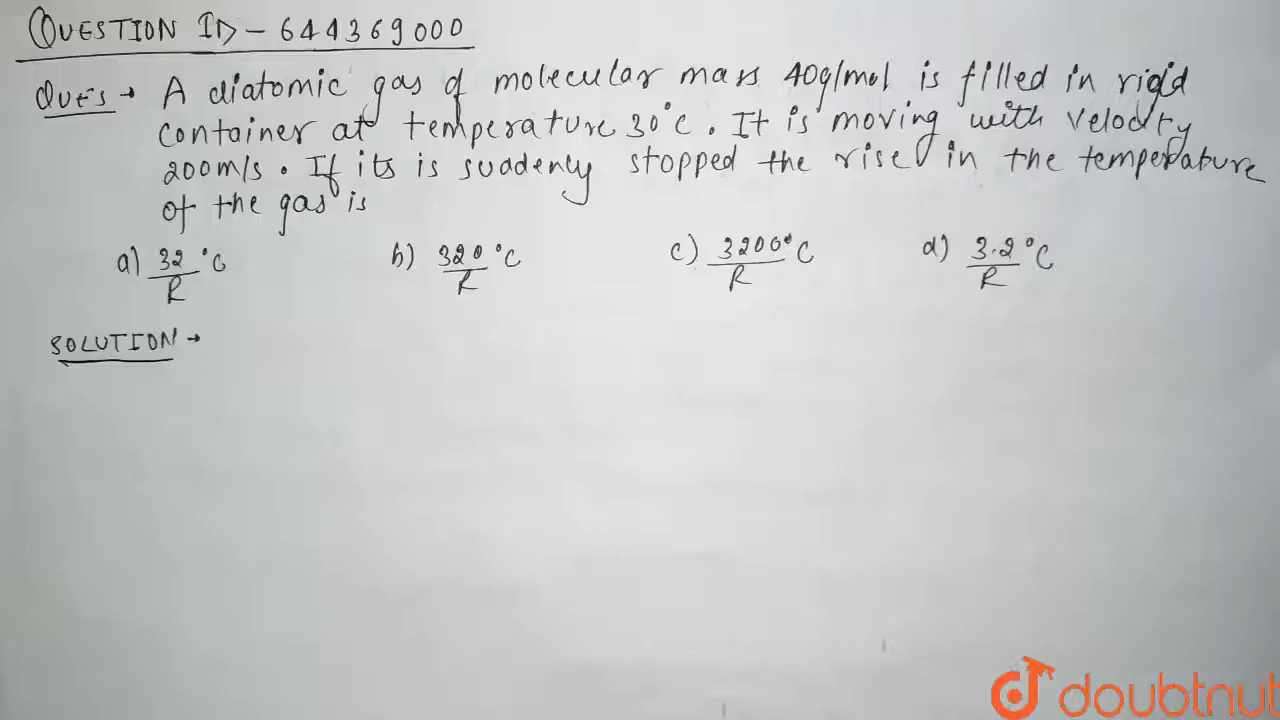 QUESTION ID - 644369000
QUES → A diatomic gas of molecular mass 40g/mol is filled in rigid
container at temperature 30°c. It is moving with velocity
200m/s. If its is suddenly stopped the rise in the temperature
of the gas is
a) 32/R °C b) 320/R °C c) 3200°/R C d) 3.2/R °C
SOLUTION →
doubtnut